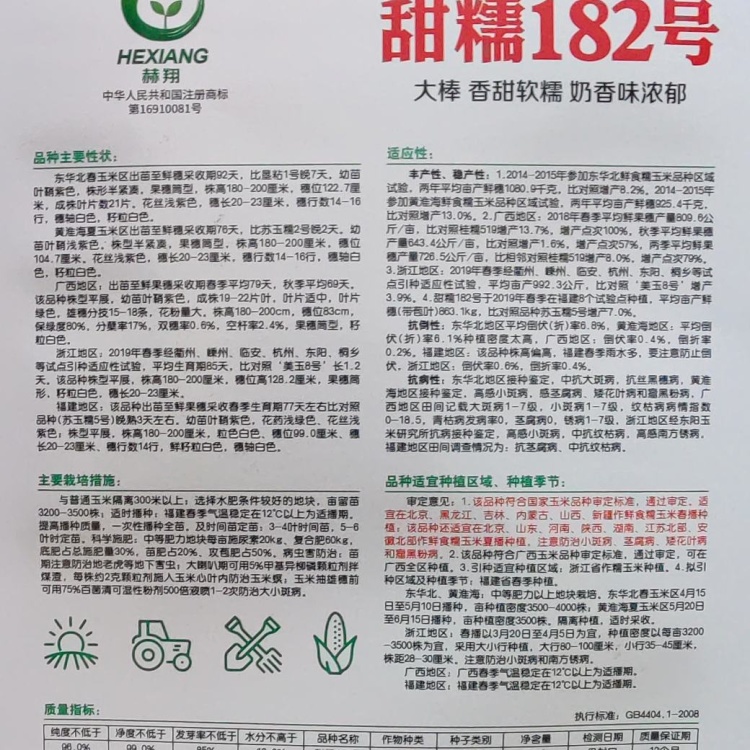 HEXIANG
赫翔
中华人民共和国注册商标
第16910081号
甜糯182号
大棒 香甜软糯 奶香味浓郁
品种主要性状:
东华北春玉米区出苗至鲜穗采收期92天,比垦粘1号晚7天。幼苗
叶鞘紫色,株形半紧凑,果穗筒型,株高180-200厘米,穗位122.7厘
米,成株叶片数21片。花丝浅紫色,穗长20-23厘米,穗行数14-16
行,穗轴白色,籽粒白色。
黄淮海夏玉米区出苗至鲜穗采收期76天,比苏玉糯2号晚2天。幼
苗叶鞘浅紫色,株型半紧凑,果穗筒型,株高180-200厘米,穗位
104.7厘米,花丝浅紫色,穗长20-23厘米,穗行数14-16行,穗轴白
色,籽粒白色。
广西地区:出苗至鲜穗采收期春季平均79天,秋季平均69天。
该品种株型平展,幼苗叶鞘浅紫色,成株19-22片叶,叶片适中,叶片
绿色,雄穗分技15-18条,花粉量大,株高180-200cm,穗位83cm,
保绿度80%,分蘖率17%,双穗率0.6%,空杆率2.4%,果穗筒型,籽
粒白色。
浙江地区:2019年春季经衢州、嵊州、临安、杭州、东阳、桐乡
等试点引种适应性试验,平均生育期85天,比对照‘美玉8号’长1.2
天。该品种株型平展,株高180-200厘米,穗位高128.2厘米,果穗筒
形,籽粒白色,穗长20-23厘米。
福建地区:该品种出苗至鲜果穗采收春季生育期77天左右比对照
品种(苏玉糯5号)晚熟3天左右。幼苗叶鞘紫色,花药浅绿色、花丝浅
紫色;株型平展,株高180-200厘米,粒色白色、穗位99.0厘米、穗
长20-23厘米,穗行数14行,鲜籽粒白色,穗轴白色。
主要栽培措施:
与普通玉米隔离300米以上;选择水肥条件较好的地块,亩留苗
3200-3500株;适时播种:福建春季气温稳定在12℃以上为适播期。
提高播种质量,一次性播种全苗,及时间苗定苗:3-4叶时间苗,5-6
叶时定苗。科学施肥:中等肥力地块每亩施尿素20kg、复合肥60kg,
底肥占总施肥量30%,苗肥占20%、攻苞肥占50%。病虫害防治:苗
期注意防治地老虎等地下害虫;大喇叭期可用5%甲基异柳磷颗粒剂拌
煤渣,每株约2克颗粒剂施入玉米心叶内防治玉米螟;玉米抽雄穗前
可用75%百菌清可湿性粉剂500倍液喷1-2次防治大小斑病。
适应性:
丰产性、稳产性:1.2014-2015年参加东华北鲜食糯玉米品种区域
试验,两年平均亩产鲜穗1080.9千克,比对照增产8.2%。2014-2015年
参加黄淮海鲜食糯玉米品种区域试验,两年平均亩产鲜穗925.4千克,
比对照增产13.0%。2.广西地区:2018年春季平均鲜果穗产量809.6公
斤/亩,比对照桂糯519增产13.7%,增产点次100%,秋季平均鲜果穗
产量643.4公斤/亩,比对照增产1.6%,增产点次57%,两季平均鲜果
穗产量726.5公斤/亩,比相邻对照桂糯519增产8.0%,增产点次79%。
3.浙江地区:2019年春季经衢州、嵊州、临安、杭州、东阳、桐乡等试
点引种适应性试验,平均亩产992.3公斤,比对照‘美玉8号’增产
3.9%。4.甜糯182号于2019年春季在福建8个试验点种植,平均亩产鲜
穗(带苞叶)863.1kg,比对照品种苏玉糯5号增产7.0%。
抗倒性:东华北地区平均倒伏(折)率6.8%,黄淮海地区:平均倒
伏(折)率6.1%种植密度太高,广西地区:倒伏率0.4%,倒折率
0.2%。福建地区:该品种株高偏高,福建春季雨水多,要注意防止倒
伏,浙江地区:倒伏率0.6%,倒折率0.4%。
抗病性:东华北地区接种鉴定,中抗大斑病,抗丝黑穗病,黄淮
海地区接种鉴定,高感小斑病,感茎腐病、矮花叶病和瘤黑粉病。广
西地区田间记载大斑病1-7级,小斑病1-7级,纹枯病病情指数
0-18.5。青枯病发病率0,茎腐病0,锈病1-7级,浙江地区经东阳玉
米研究所抗病接种鉴定,高感小斑病,中抗纹枯病,高感南方锈病,
福建地区田间调查情况为:抗茎腐病、中抗纹枯病。
品种适宜种植区域、种植季节:
审定意见:1.该品种符合国家玉米品种审定标准,通过审定,适
宜在北京、黑龙江、吉林、内蒙古、山西、新疆作鲜食糯玉米春播种
植;该品种还适宜在北京、山东、河南、陕西、湖南、江苏北部、安
徽北部作鲜食糯玉米夏播种植,注意防治小斑病、茎腐病、矮花叶病
和瘤黑粉病。2.该品种符合广西玉米品种审定标准,通过审定,可在
广西全区种植。3.引种适宜种植区域:浙江省作糯玉米种植。4.拟引
种区域及种植季节:福建省春季种植。
东华北、黄淮海:中等肥力以上地块栽培。东华北春玉米区4月15
日至5月10日播种,亩种植密度3500-4000株;黄淮海夏玉米区5月20日
至6月15日播种,亩种植密度3500株。隔离种植,适时采收。
浙江地区:春播以3月20日至4月5日为宜,种植密度以每亩3200
-3500株为宜,采用大小行种植,大行80-100厘米,小行35-45厘米,
株距28-30厘米。注意防治小斑病和南方锈病。
广西地区:广西春季气温稳定在12℃以上为适播期。
福建地区:福建春季气温稳定在12℃以上为适播期。
质量指标:
执行标准:GB4404.1-2008
纯度不低于 净度不低于 发芽率不低于 水分不高于 品种名称 作物种类 种子类别 净含量 检测日期 质量保证期
96.0% 99.0% 85%